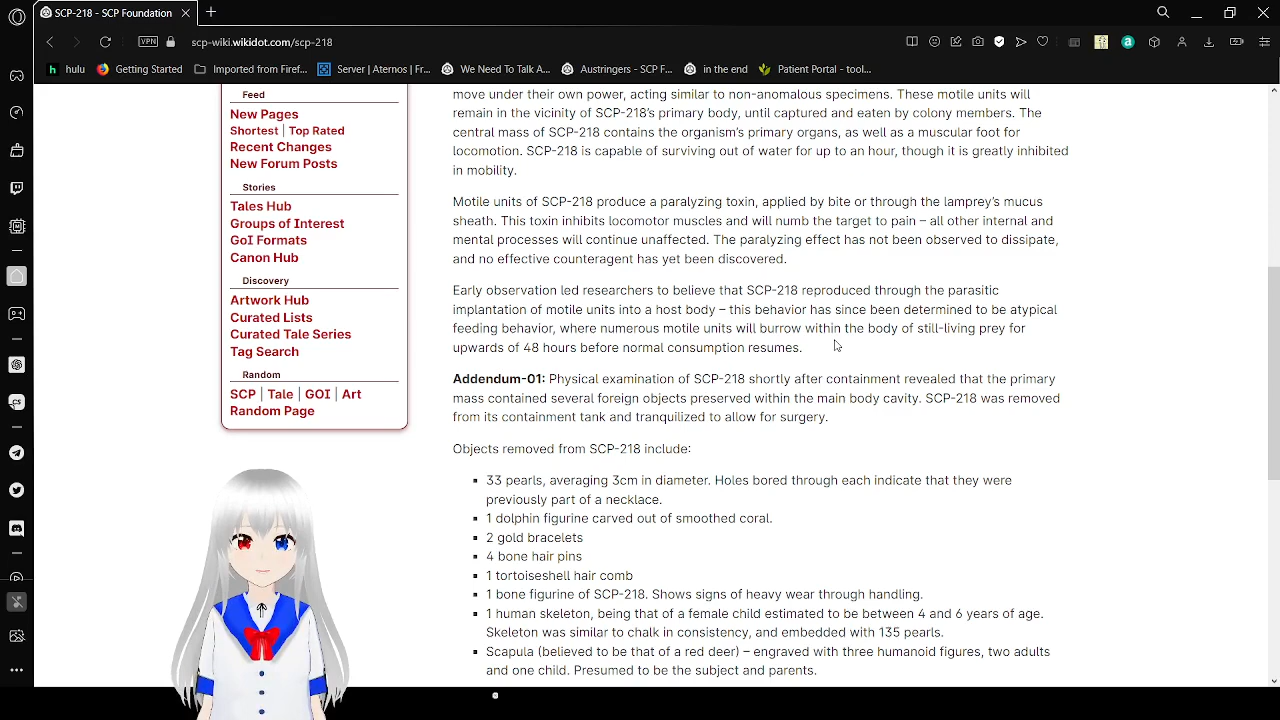 SCP-218 - SCP Foundation
scp-wiki.wikidot.com/scp-218
VPN
hulu
Getting Started
Imported from Firef...
Server | Aternos | Fr...
We Need To Talk A...
Austringers - SCP F...
in the end
Patient Portal - tool...
Feed
New Pages
Shortest | Top Rated
Recent Changes
New Forum Posts
Stories
Tales Hub
Groups of Interest
GoI Formats
Canon Hub
Discovery
Artwork Hub
Curated Lists
Curated Tale Series
Tag Search
Random
SCP | Tale | GOI | Art
Random Page
move under their own power, acting similar to non-anomalous specimens. These motile units will
remain in the vicinity of SCP-218's primary body, until captured and eaten by colony members. The
central mass of SCP-218 contains the organism's primary organs, as well as a muscular foot for
locomotion. SCP-218 is capable of surviving out of water for up to an hour, though it is greatly inhibited
in mobility.
Motile units of SCP-218 produce a paralyzing toxin, applied by bite or through the lamprey's mucus
sheath. This toxin inhibits locomotor muscles and will numb the target to pain – all other internal and
mental processes will continue unaffected. The paralyzing effect has not been observed to dissipate,
and no effective counteragent has yet been discovered.
Early observation led researchers to believe that SCP-218 reproduced through the parasitic
implantation of motile units into a host body – this behavior has since been determined to be atypical
feeding behavior, where numerous motile units will burrow within the body of still-living prey for
upwards of 48 hours before normal consumption resumes.
Addendum-01: Physical examination of SCP-218 shortly after containment revealed that the primary
mass contained several foreign objects preserved within the main body cavity. SCP-218 was removed
from its containment tank and tranquilized to allow for surgery.
Objects removed from SCP-218 include:
33 pearls, averaging 3cm in diameter. Holes bored through each indicate that they were
previously part of a necklace.
1 dolphin figurine carved out of smoothed coral.
2 gold bracelets
4 bone hair pins
1 tortoiseshell hair comb
1 bone figurine of SCP-218. Shows signs of heavy wear through handling.
1 human skeleton, being that of a female child estimated to be between 4 and 6 years of age.
Skeleton was similar to chalk in consistency, and embedded with 135 pearls.
Scapula (believed to be that of a red deer) – engraved with three humanoid figures, two adults
and one child. Presumed to be the subject and parents.